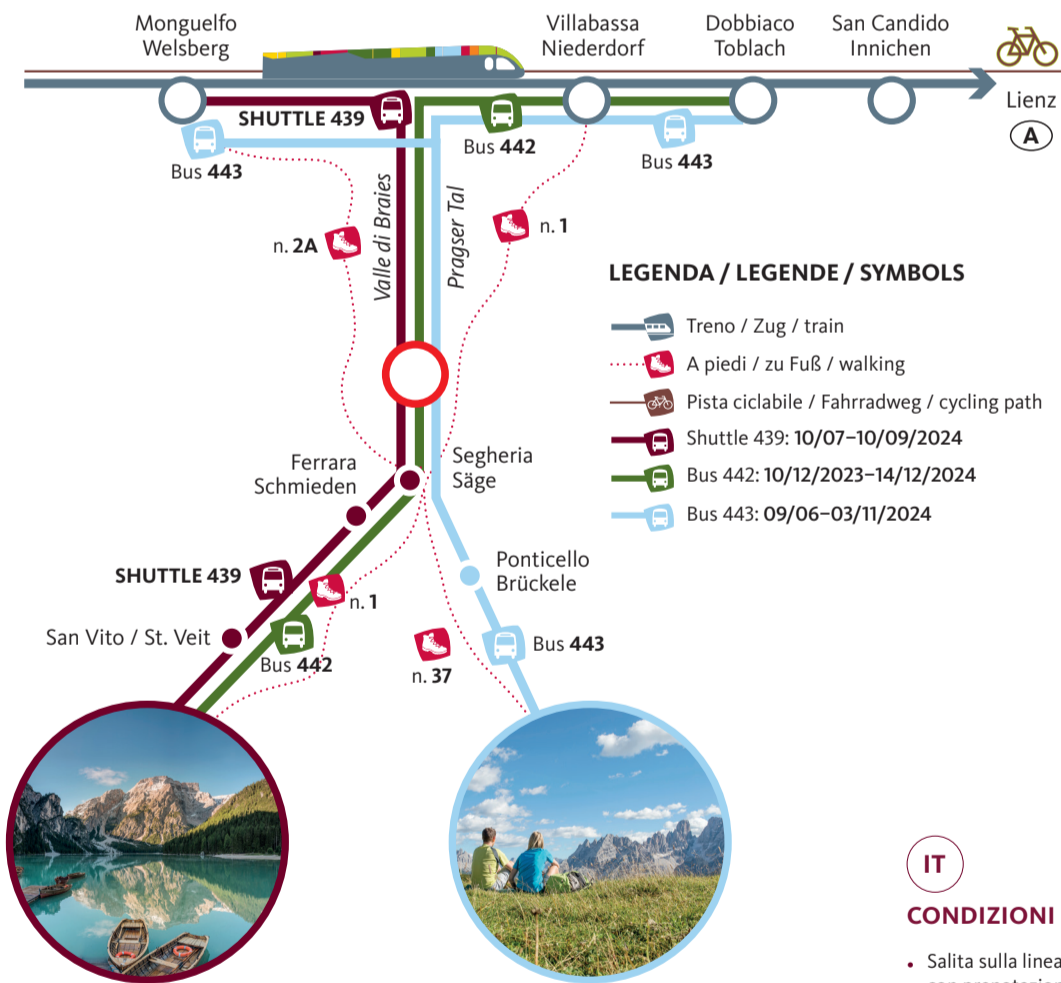 Monguelfo
Welsberg
Villabassa
Niederdorf
Dobbiaco
Toblach
San Candido
Innichen
Lienz
A
SHUTTLE 439
Bus 442
Bus 443
Bus 443
n. 2A
Valle di Braies
Pragser Tal
n. 1
LEGENDA / LEGENDE / SYMBOLS
Treno / Zug / train
A piedi / zu Fuß / walking
Pista ciclabile / Fahrradweg / cycling path
Shuttle 439: 10/07–10/09/2024
Bus 442: 10/12/2023–14/12/2024
Bus 443: 09/06–03/11/2024
Ferrara
Schmieden
Segheria
Säge
Ponticello
Brückele
SHUTTLE 439
n. 1
San Vito / St. Veit
Bus 442
n. 37
Bus 443
IT
CONDIZIONI
• Salita sulla linea